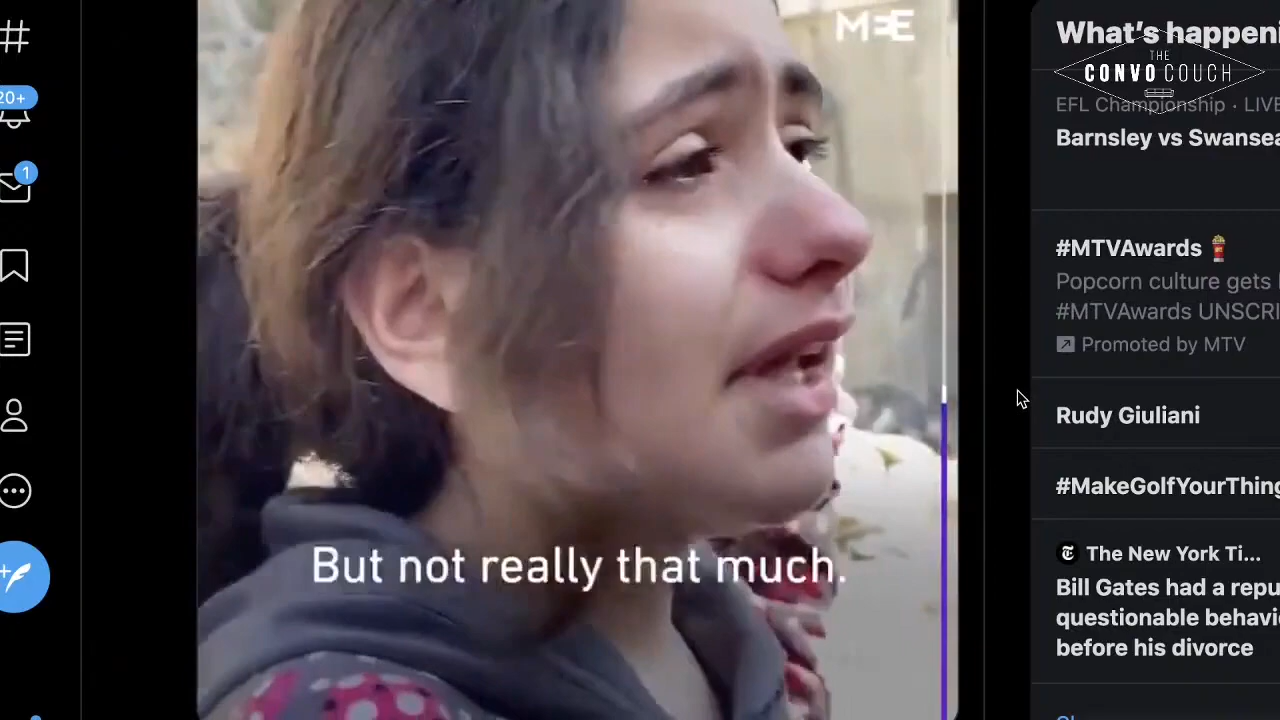 20+
1
MEE
But not really that much.
What's happeni
THE
CONVO COUCH
EFL Championship · LIVE
Barnsley vs Swansea
#MTVAwards
Popcorn culture gets
#MTVAwards UNSCRI
Promoted by MTV
Rudy Giuliani
#MakeGolfYourThing
The New York Ti...
Bill Gates had a repu
questionable behavi
before his divorce